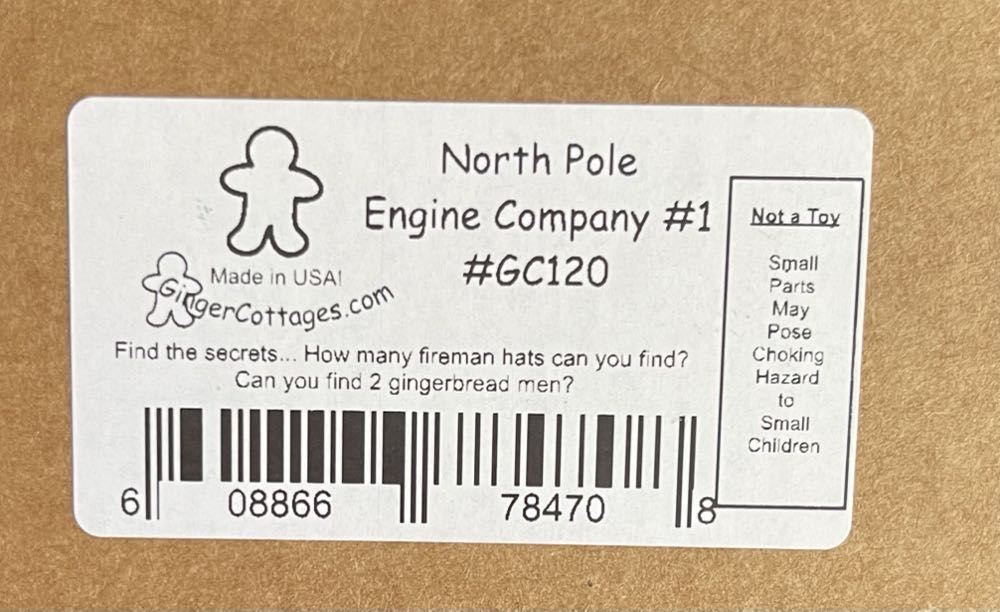 North Pole
Engine Company #1
#GC120
Made in USA!
GingerCottages.com
Find the secrets... How many fireman hats can you find?
Can you find 2 gingerbread men?
6 08866 78470 8
Not a Toy
Small
Parts
May
Pose
Choking
Hazard
to
Small
Children